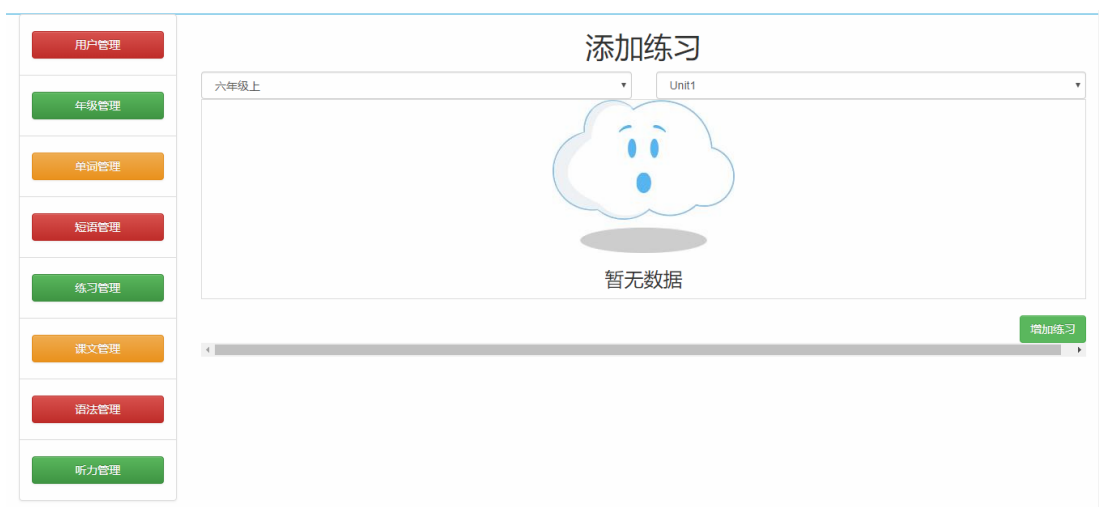 用户管理
年级管理
单词管理
短语管理
练习管理
课文管理
语法管理
听力管理
添加练习
六年级上
Unit1
暂无数据
增加练习